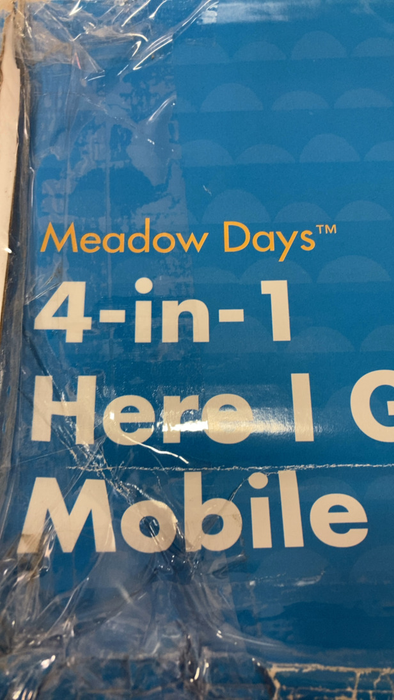 Meadow Days™
4-in-1
Here I G
Mobile